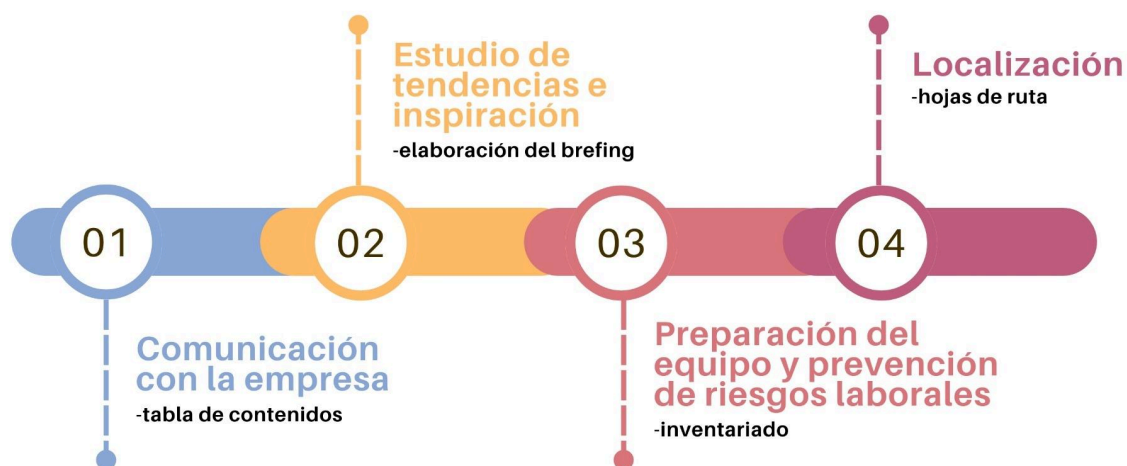 01
Comunicación
con la empresa
-tabla de contenidos
02
Estudio de
tendencias e
inspiración
-elaboración del brefing
03
Preparación del
equipo y prevención
de riesgos laborales
-inventariado
04
Localización
-hojas de ruta